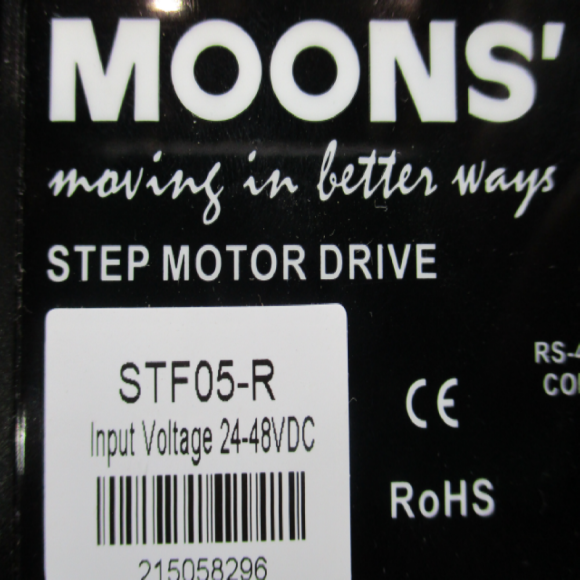 MOONS'
moving in better ways
STEP MOTOR DRIVE
STF05-R
Input Voltage 24-48VDC
215058296
CE
RoHS